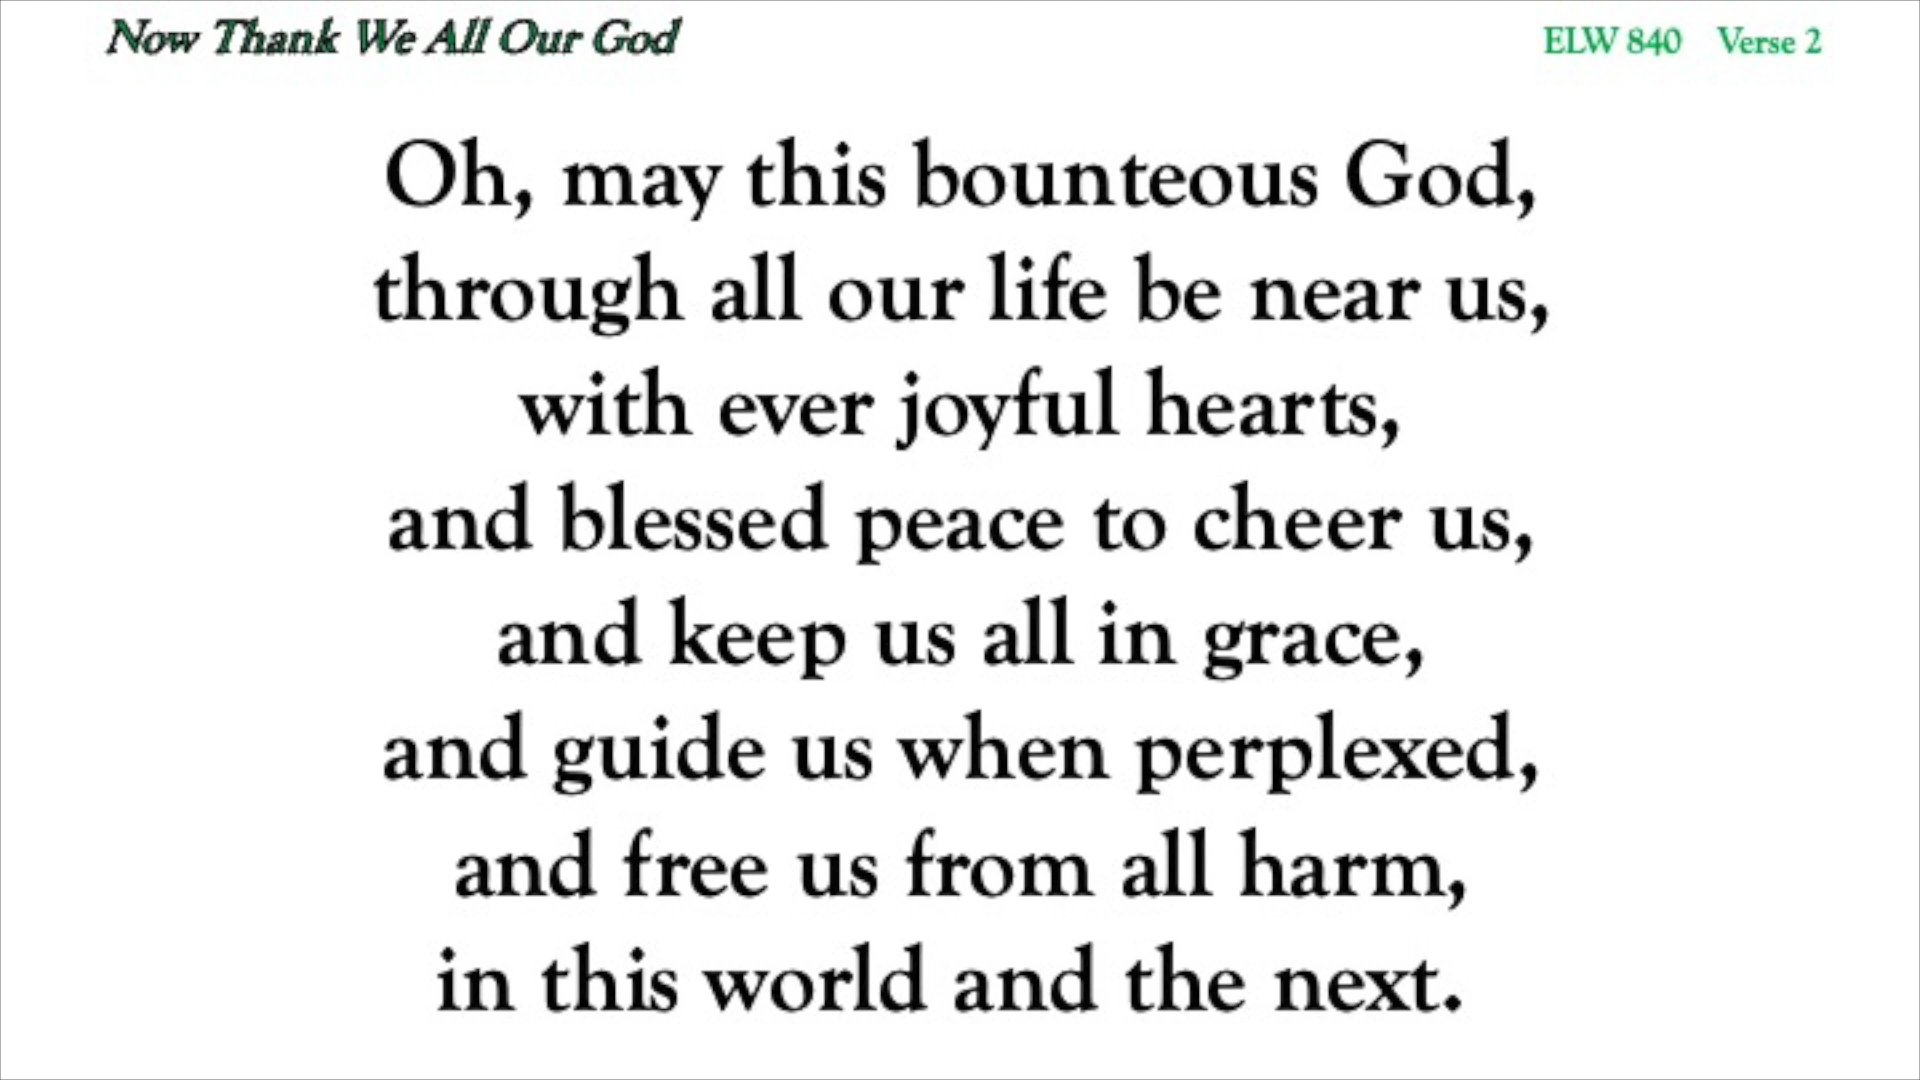 Now Thank We All Our God
ELW 840 Verse 2
Oh, may this bounteous God,
through all our life be near us,
with ever joyful hearts,
and blessed peace to cheer us,
and keep us all in grace,
and guide us when perplexed,
and free us from all harm,
in this world and the next.